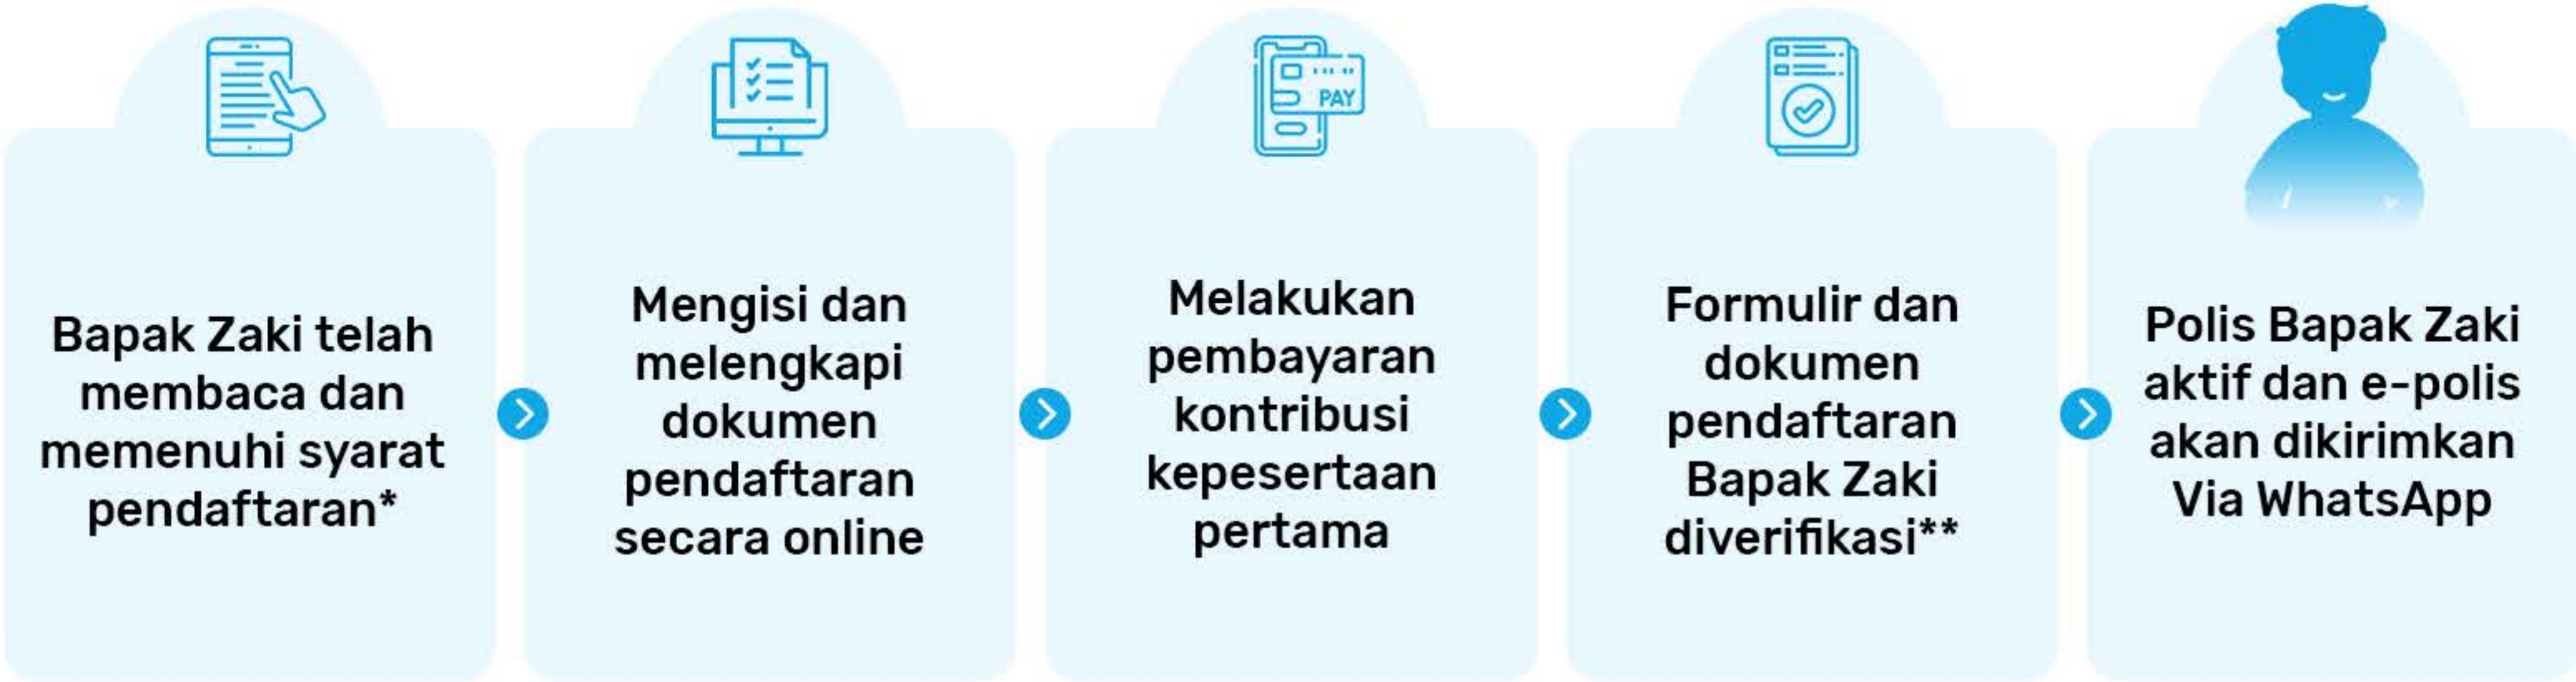 PAY
Bapak Zaki telah
membaca dan
memenuhi syarat
pendaftaran*
Mengisi dan
melengkapi
dokumen
pendaftaran
secara online
Melakukan
pembayaran
kontribusi
kepesertaan
pertama
Formulir dan
dokumen
pendaftaran
Bapak Zaki
diverifikasi**
Polis Bapak Zaki
aktif dan e-polis
akan dikirimkan
Via WhatsApp